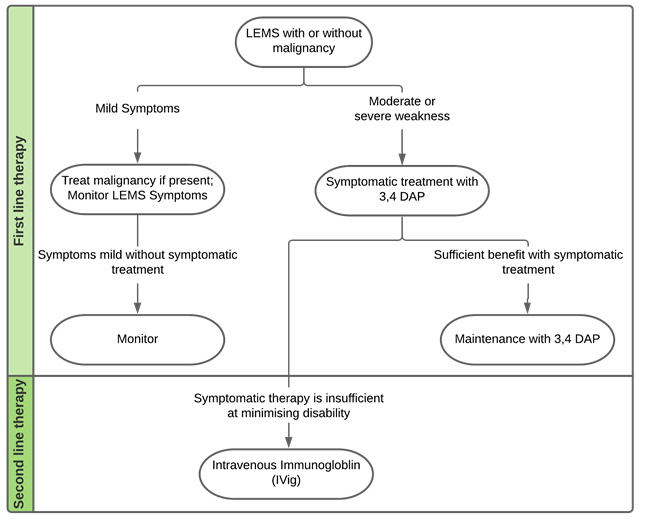 First line therapy
LEMS with or without
malignancy
Mild Symptoms
Moderate or
severe weakness
Treat malignancy if present;
Monitor LEMS Symptoms
Symptomatic treatment with
3,4 DAP
Symptoms mild without symptomatic
treatment
Sufficient benefit with symptomatic
treatment
Monitor
Maintenance with 3,4 DAP
Second line therapy
Symptomatic therapy is insufficient
at minimising disability
Intravenous Immunogloblin
(IVig)